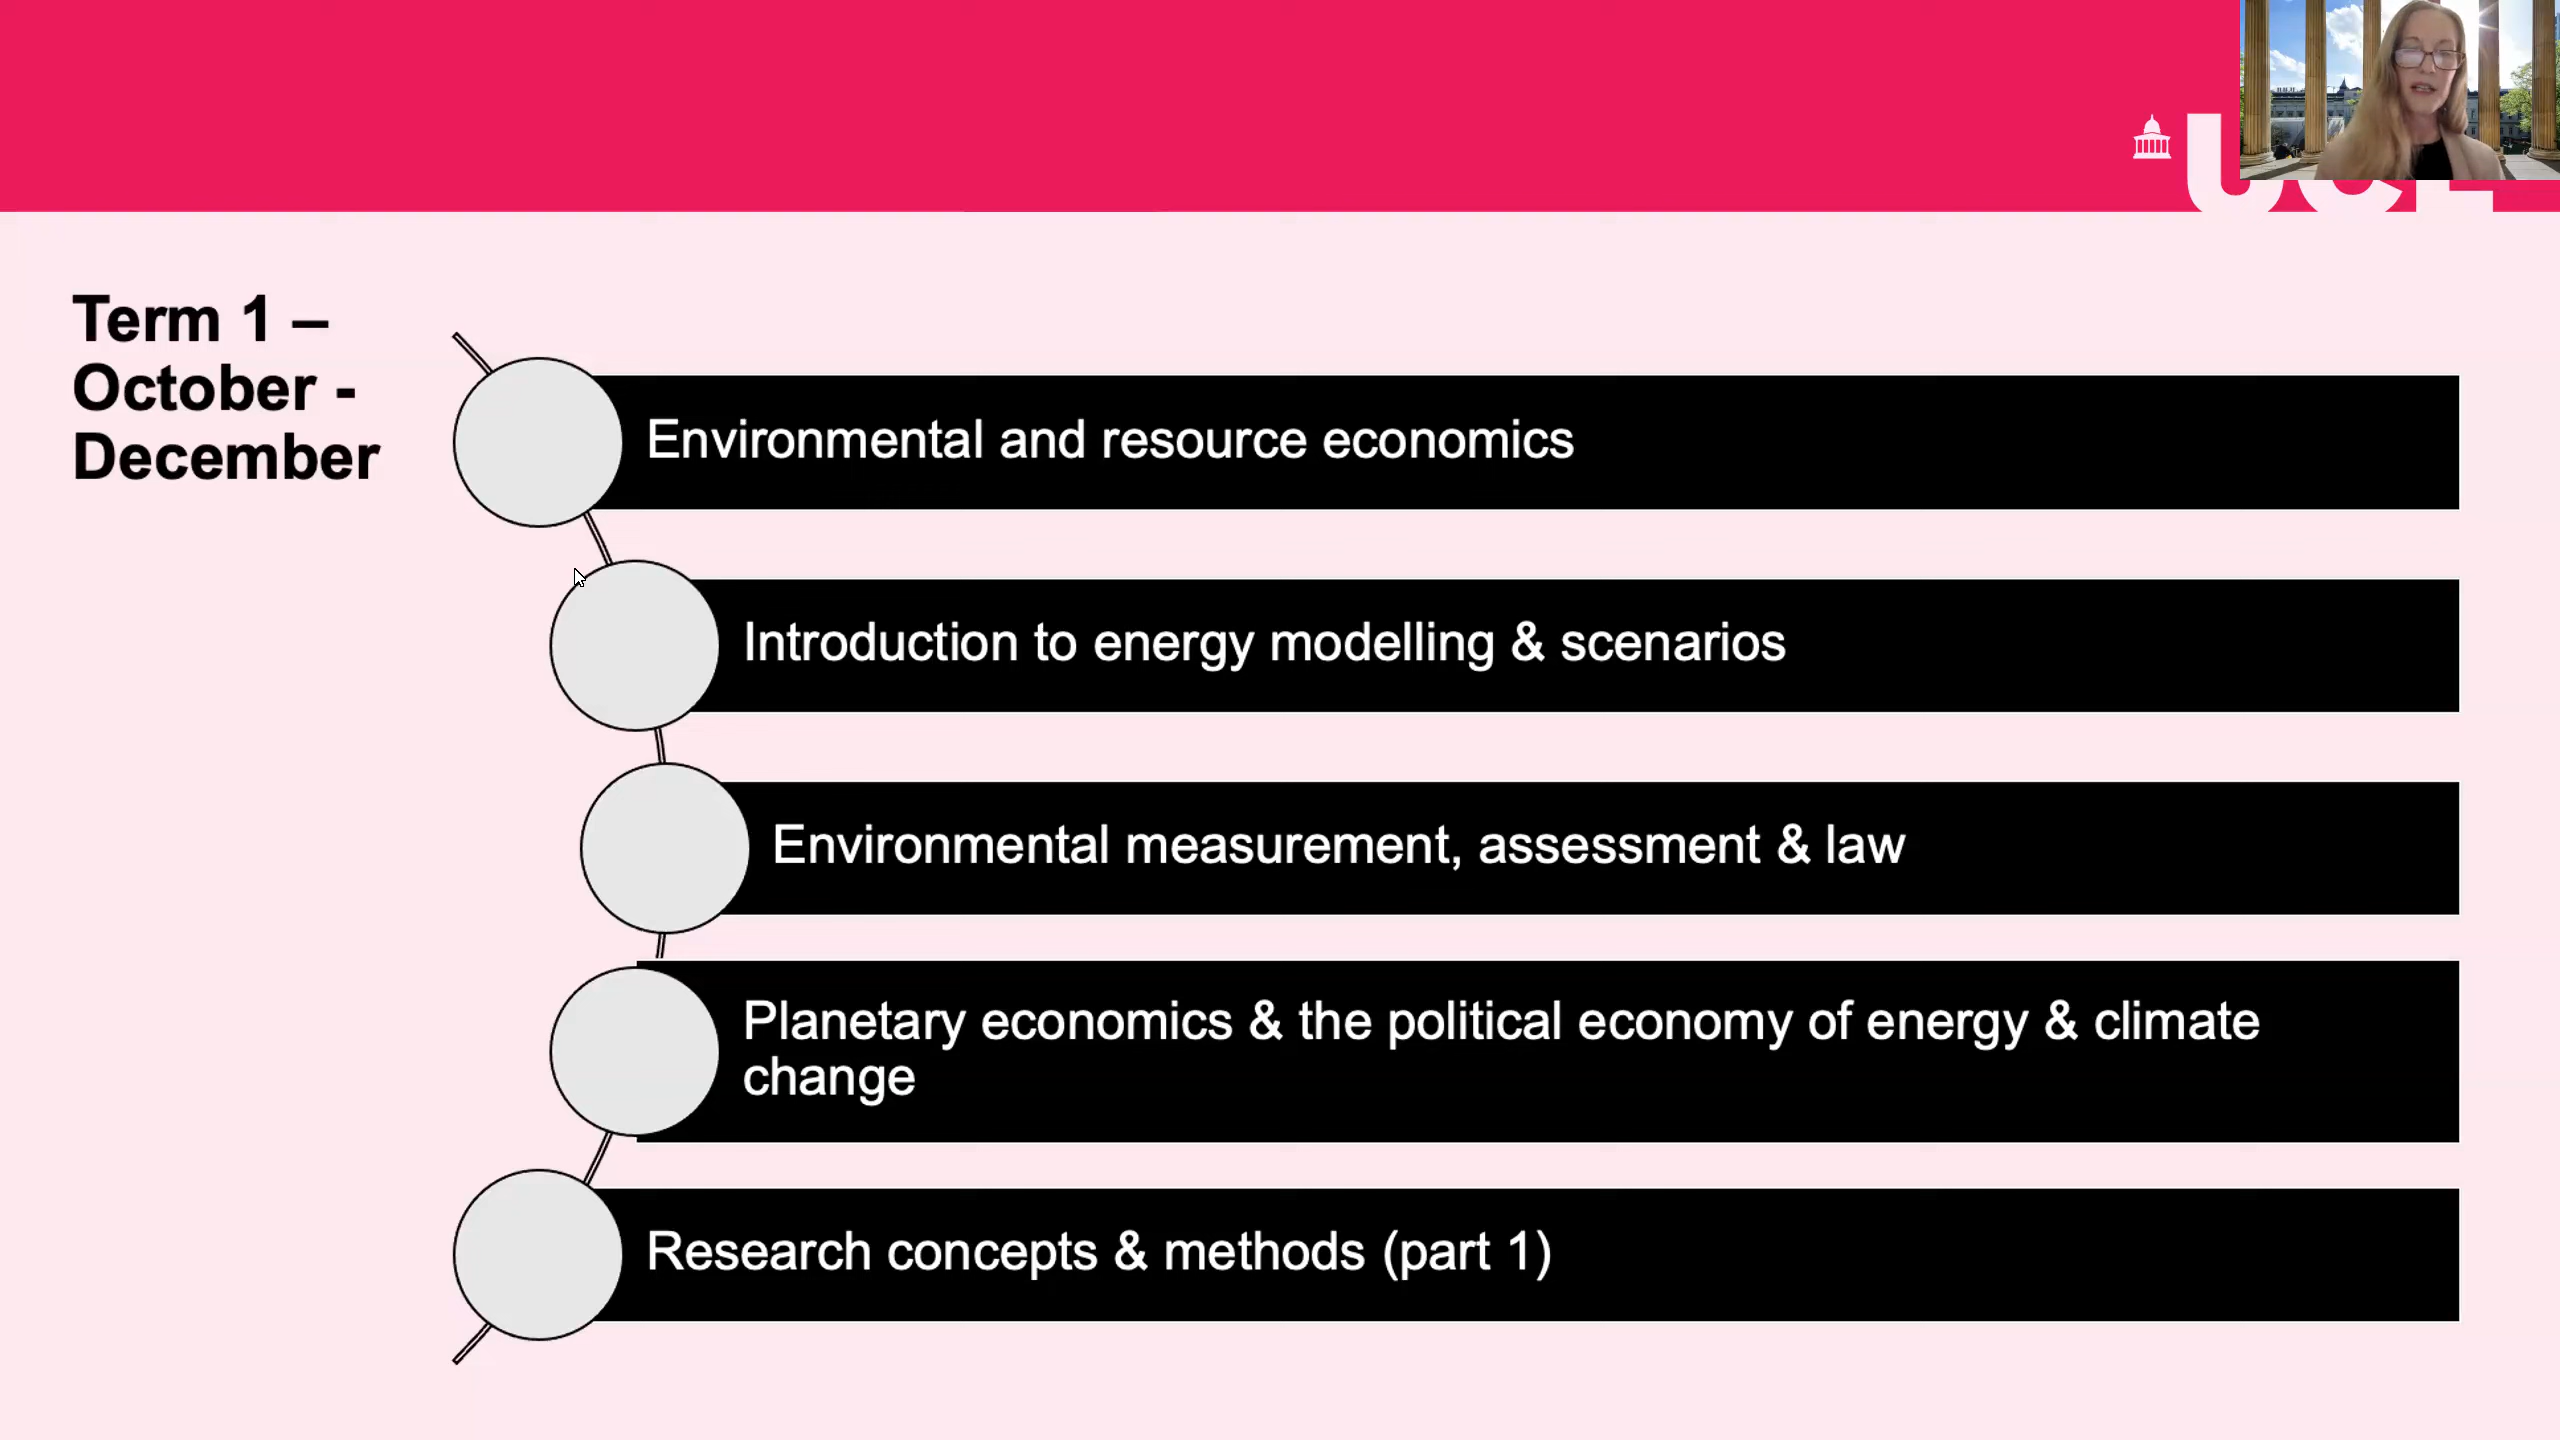 UCL
Term 1 –
October -
December
Environmental and resource economics
Introduction to energy modelling & scenarios
Environmental measurement, assessment & law
Planetary economics & the political economy of energy & climate
change
Research concepts & methods (part 1)